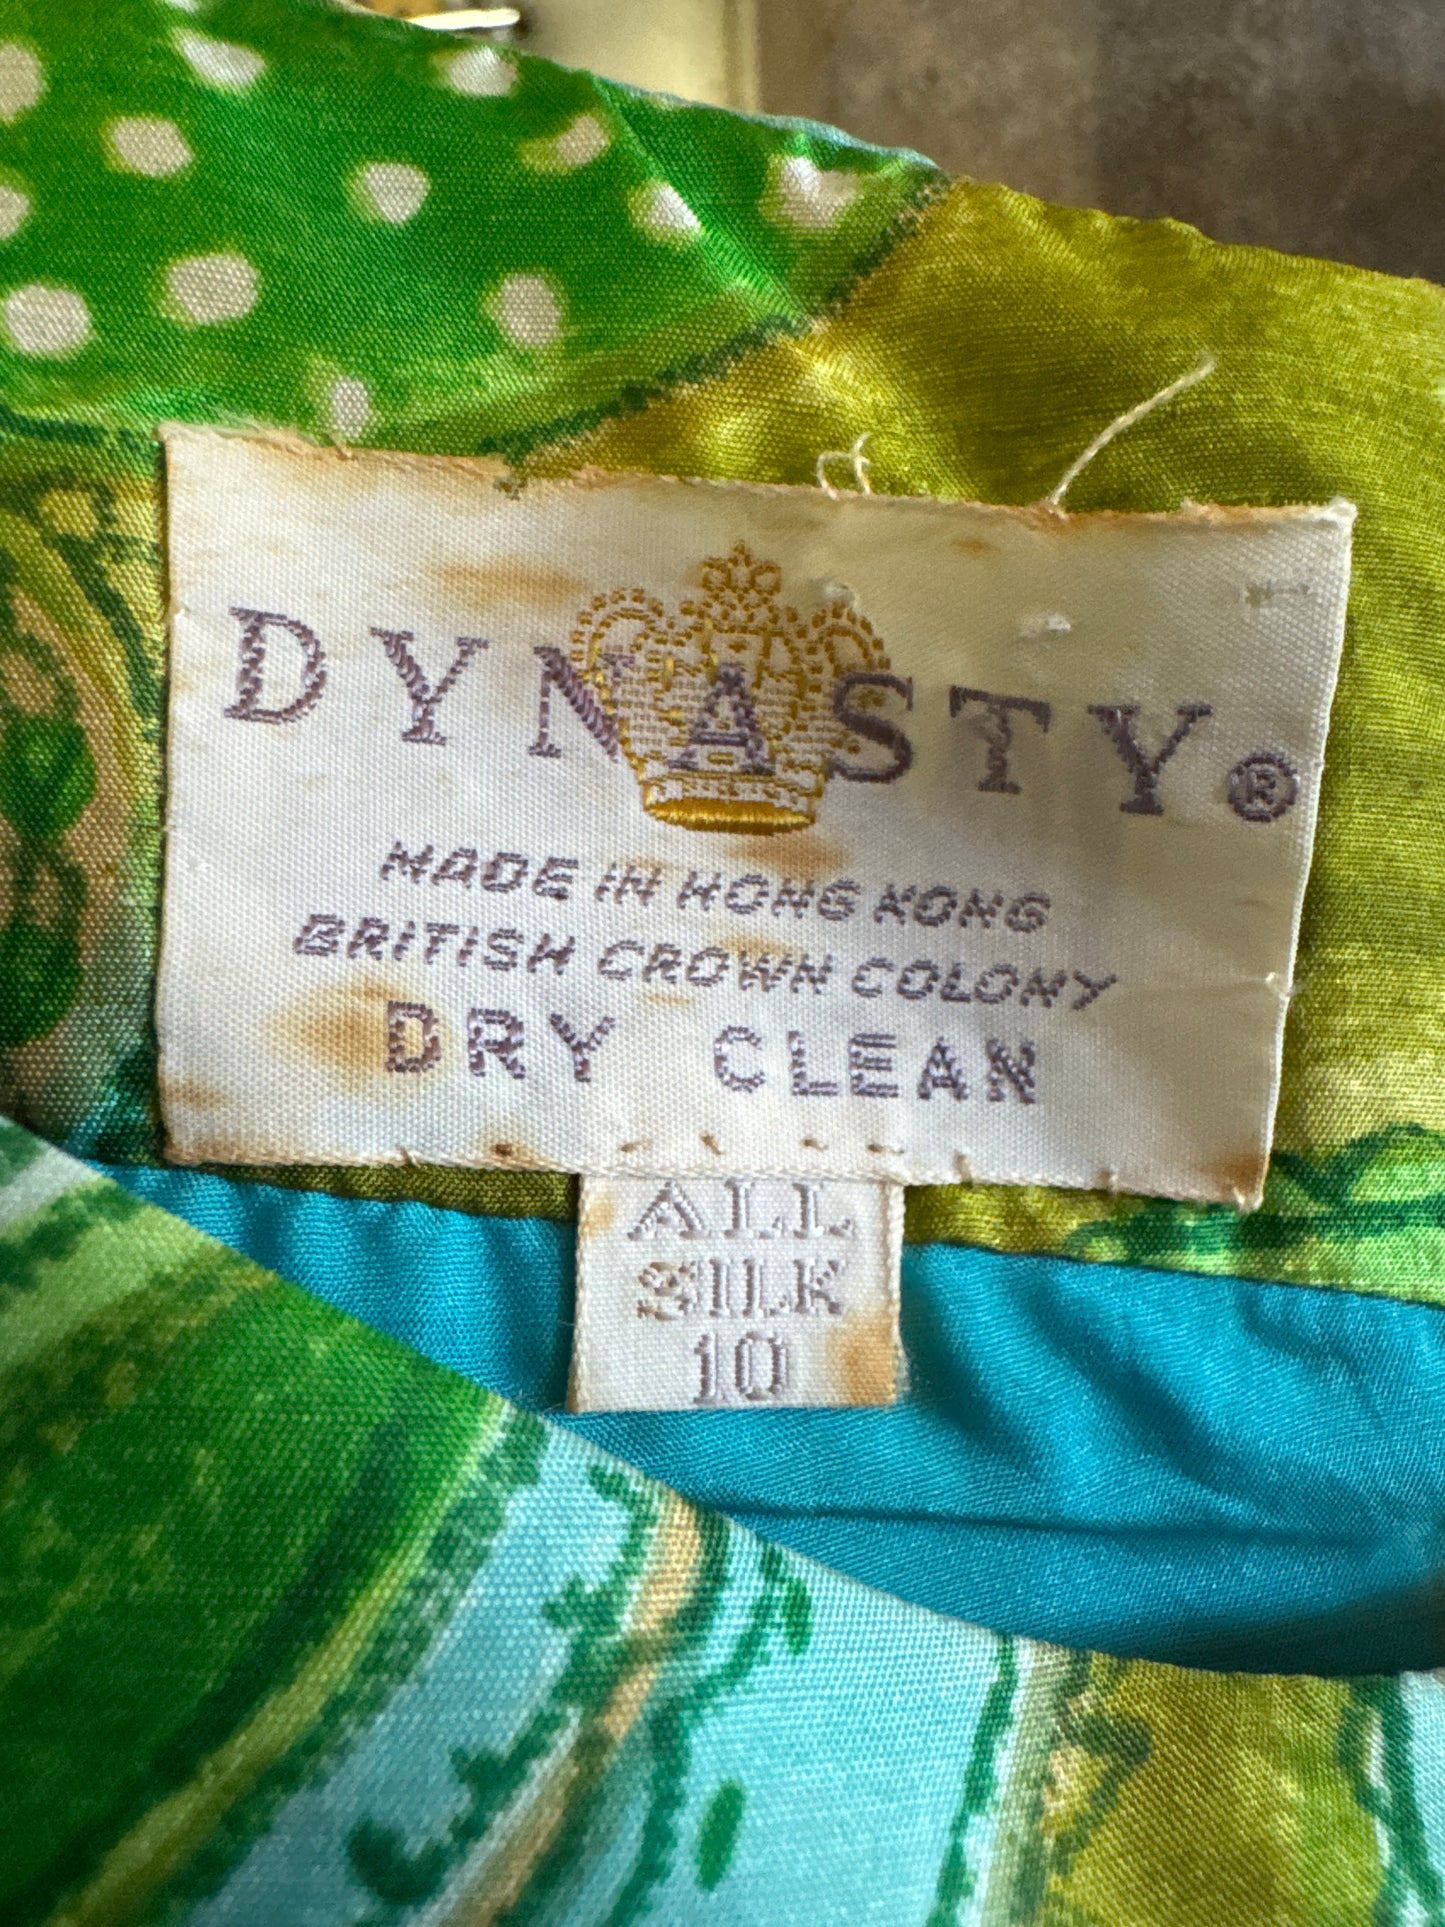 DYNASTY®
MADE IN HONG KONG
BRITISH CROWN COLONY
DRY CLEAN
ALL
SILK
10